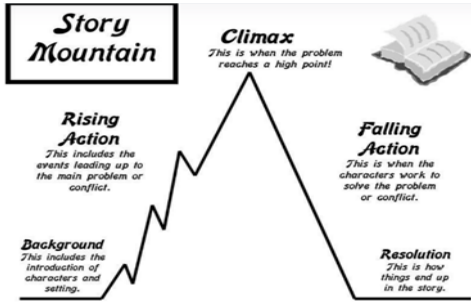 Story
Mountain
Climax
This is when the problem
reaches a high point!
Rising
Action
This includes the
events leading up to
the main problem or
conflict.
Falling
Action
This is when the
characters work to
solve the problem
or conflict.
Background
This includes the
introduction of
characters and
setting.
Resolution
This is how
things end up
in the story.